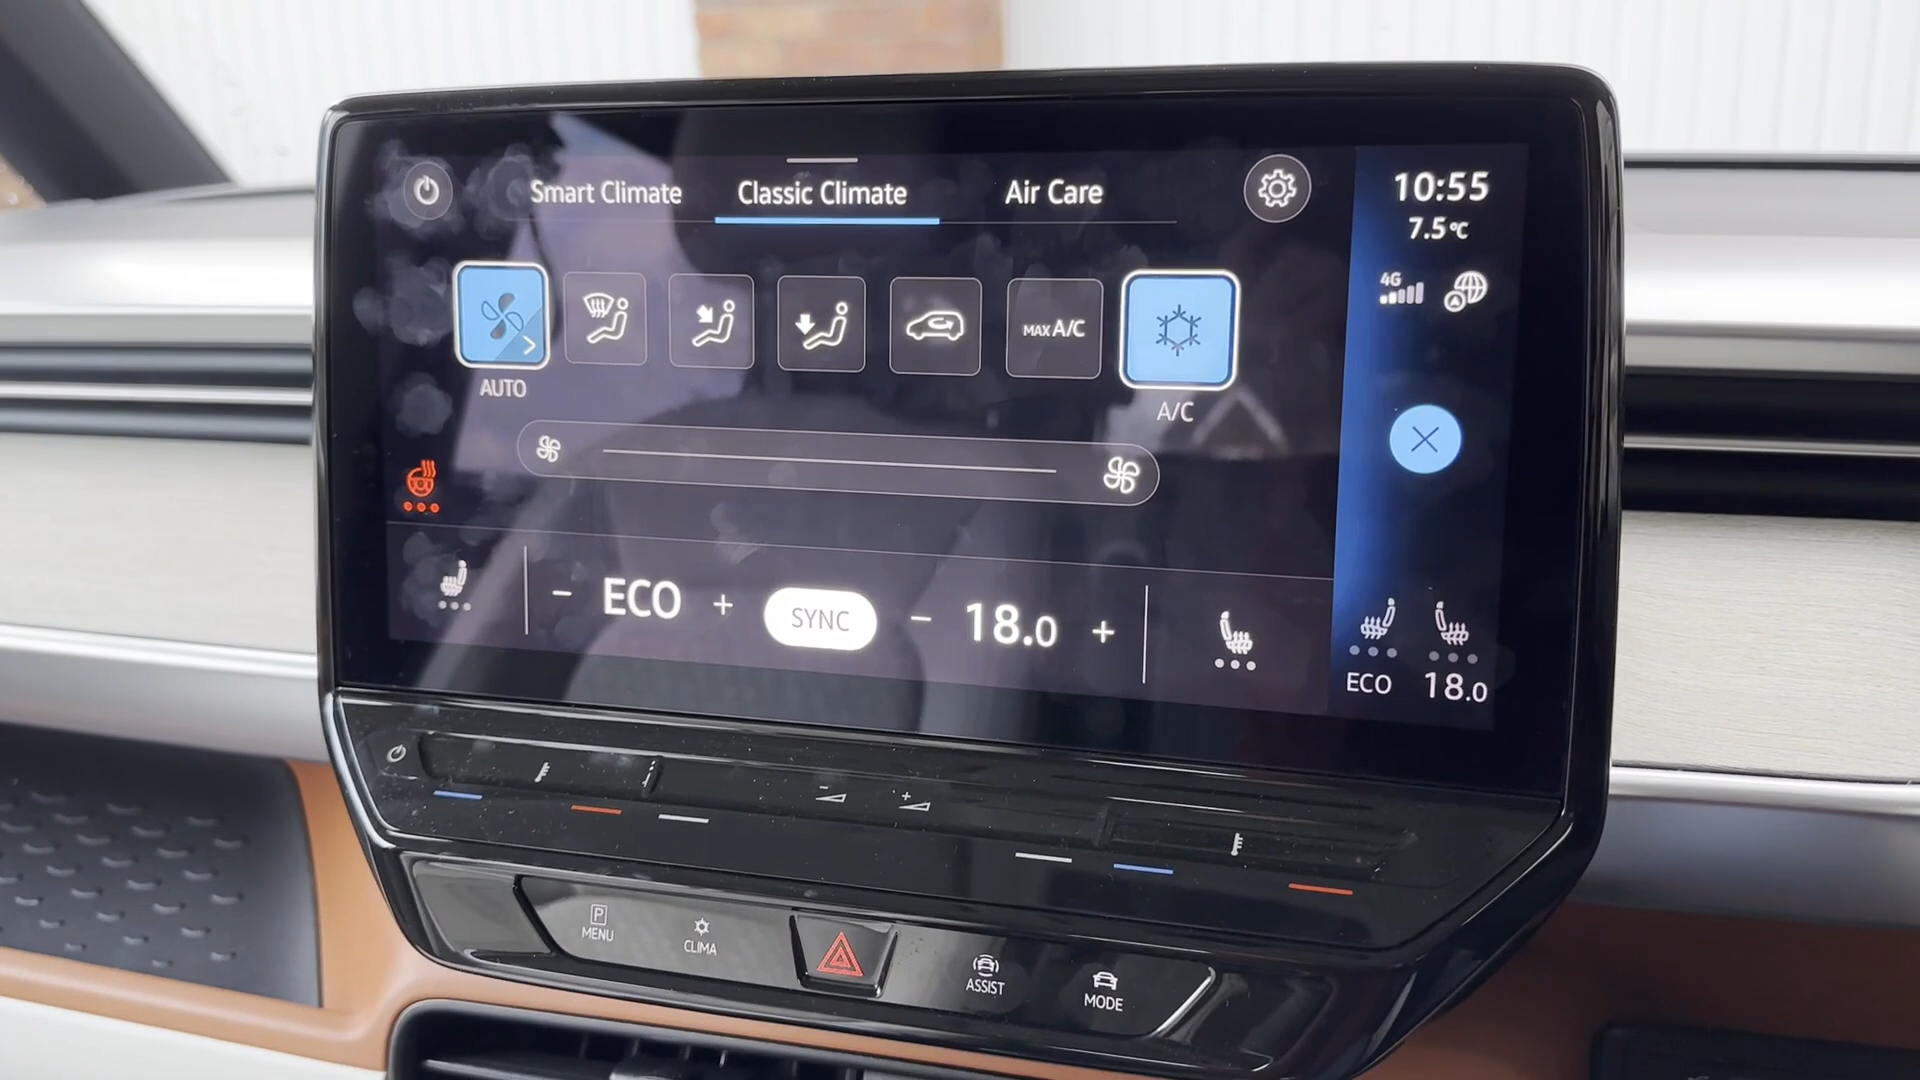 Smart Climate
Classic Climate
Air Care
10:55
7.5°C
4G
A
MAX A/C
AUTO
A/C
ECO
SYNC
18.0
ECO
18.0
P
MENU
CLIMA
ASSIST
MODE